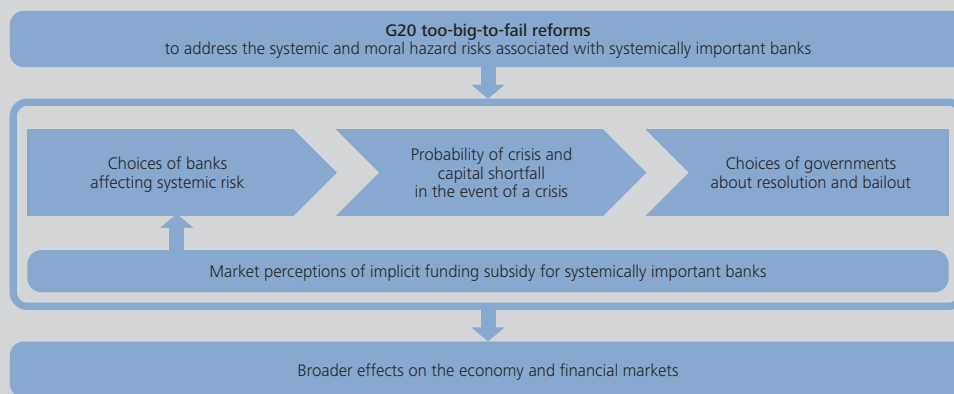 G20 too-big-to-fail reforms
to address the systemic and moral hazard risks associated with systemically important banks
Choices of banks
affecting systemic risk
Probability of crisis and
capital shortfall
in the event of a crisis
Choices of governments
about resolution and bailout
Market perceptions of implicit funding subsidy for systemically important banks
Broader effects on the economy and financial markets